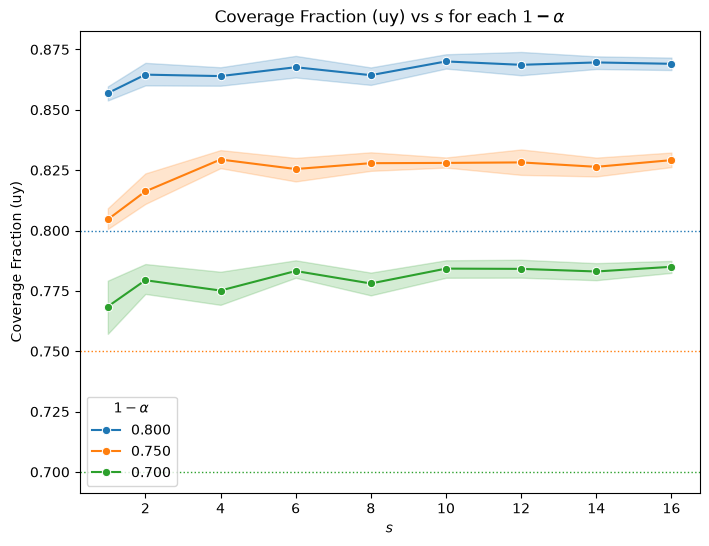 Coverage Fraction (uy) vs s for each 1 − α
Coverage Fraction (uy)
0.875
0.850
0.825
0.800
0.775
0.750
0.725
0.700
1 − α
0.800
0.750
0.700
2 4 6 8 10 12 14 16
s